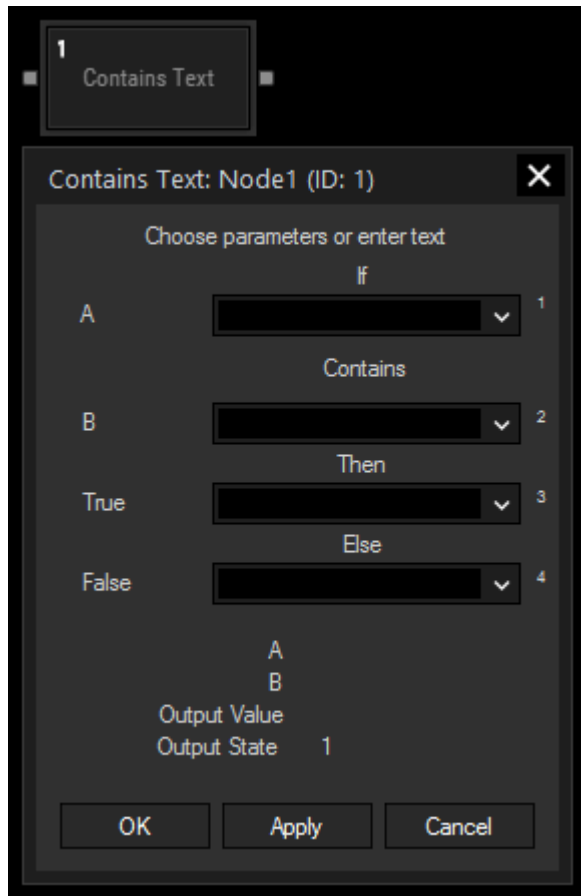 1
Contains Text
Contains Text: Node1 (ID: 1)
Choose parameters or enter text
If
A 1
Contains
B 2
Then
True 3
Else
False 4
A
B
Output Value
Output State 1
OK Apply Cancel